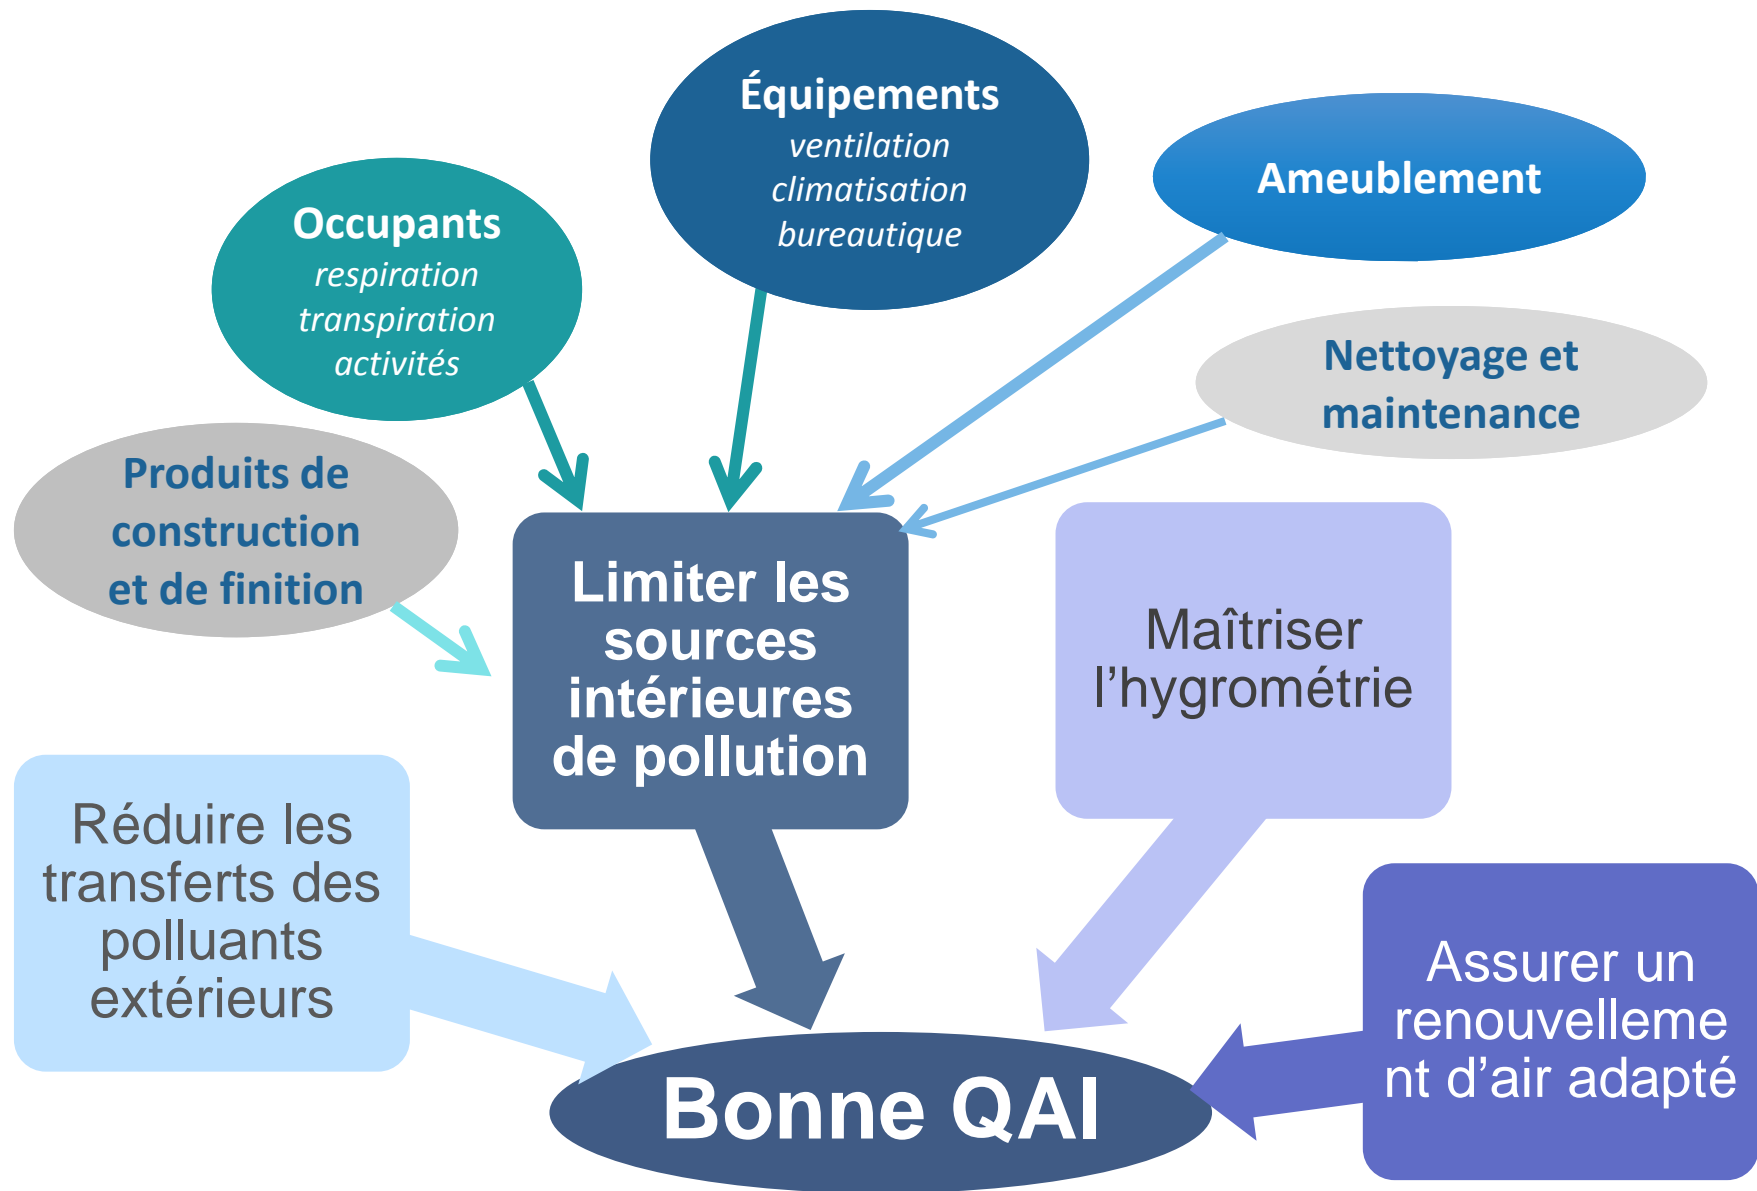 Équipements
ventilation
climatisation
bureautique
Ameublement
Occupants
respiration
transpiration
activités
Nettoyage et
maintenance
Produits de
construction
et de finition
Limiter les
sources
intérieures
de pollution
Maîtriser
l’hygrométrie
Réduire les
transferts des
polluants
extérieurs
Assurer un
renouvelleme
nt d’air adapté
Bonne QAI